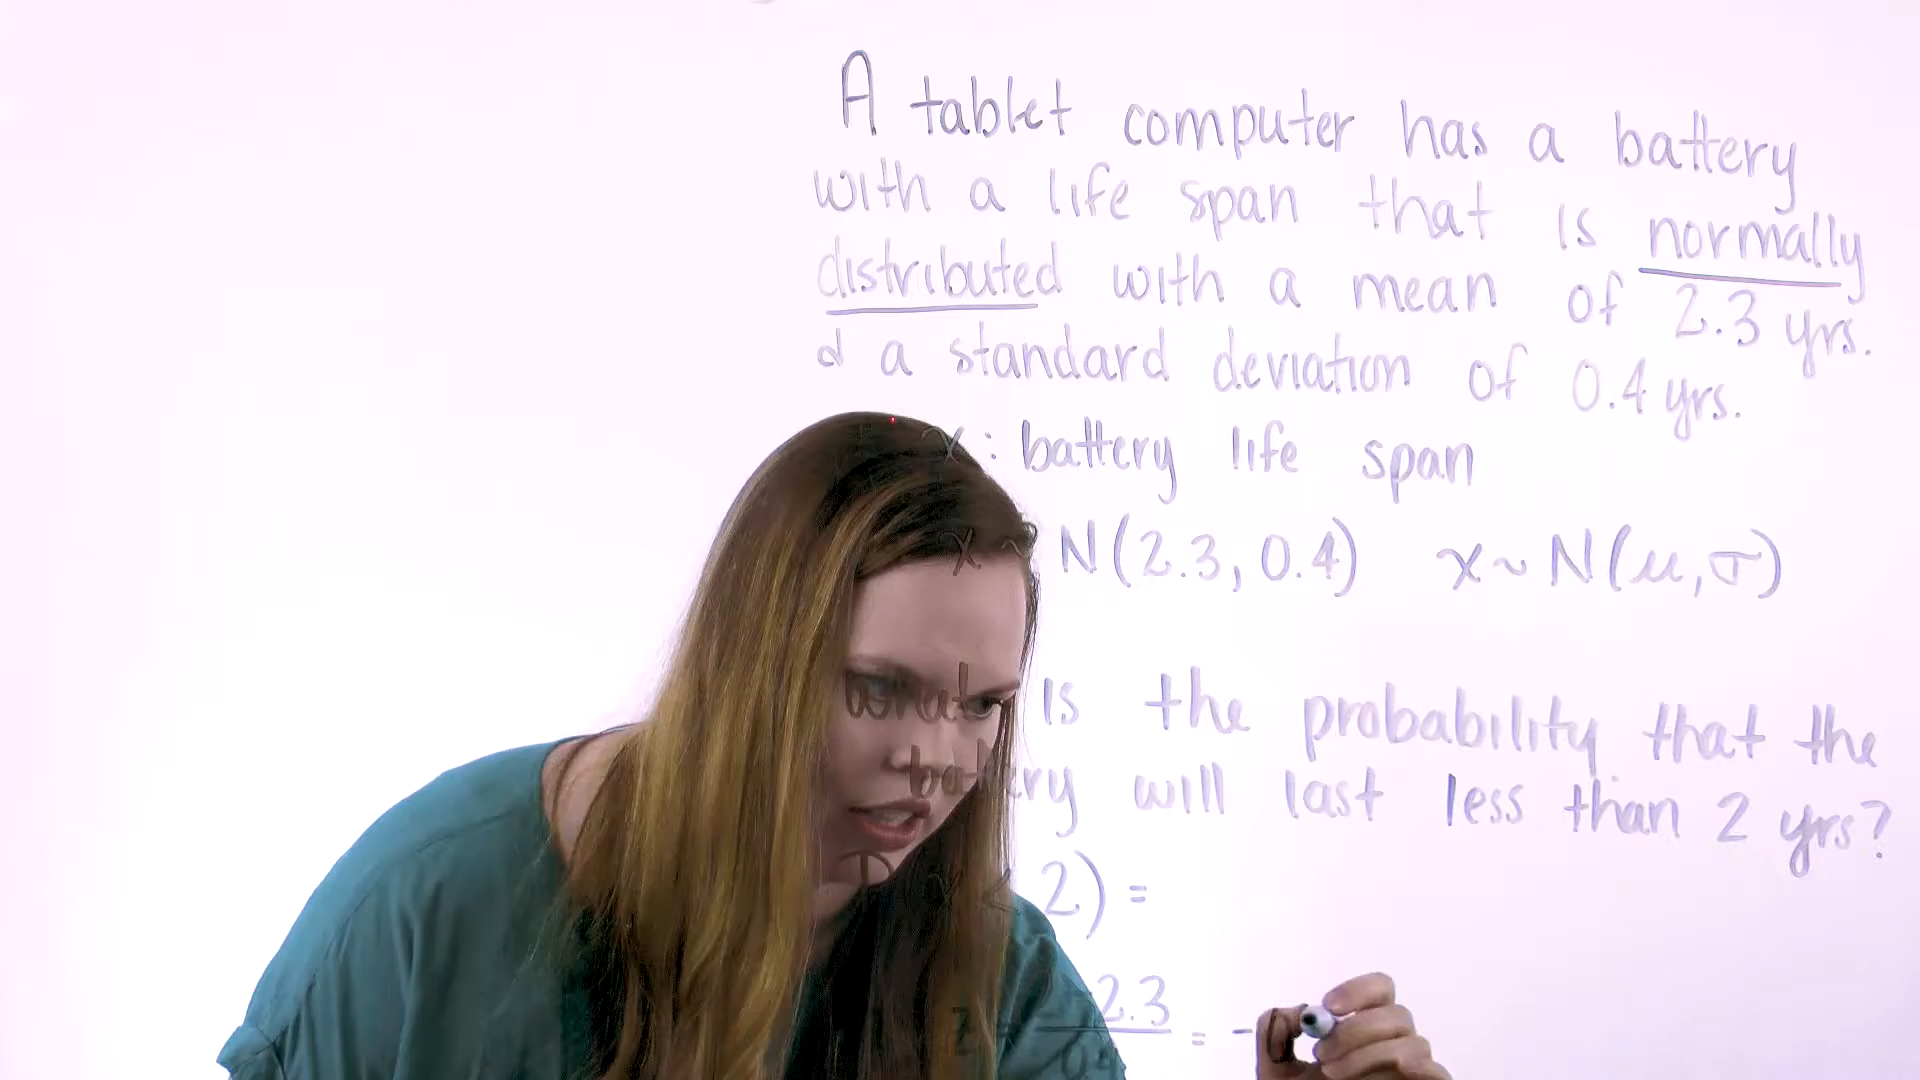 A tablet computer has a battery
with a life span that is normally
distributed with a mean of 2.3 yrs.
& a standard deviation of 0.4 yrs.
x: battery life span
x ~ N(2.3, 0.4) x ~ N(μ, σ)
What is the probability that the
battery will last less than 2 yrs?
P(x < 2) =
z = 2.3 = -